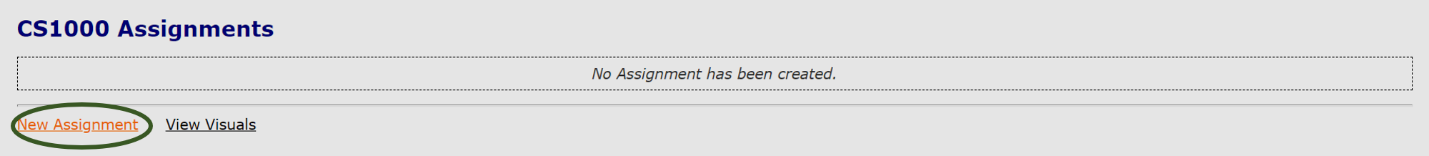 CS1000 Assignments
No Assignment has been created.
New Assignment View Visuals